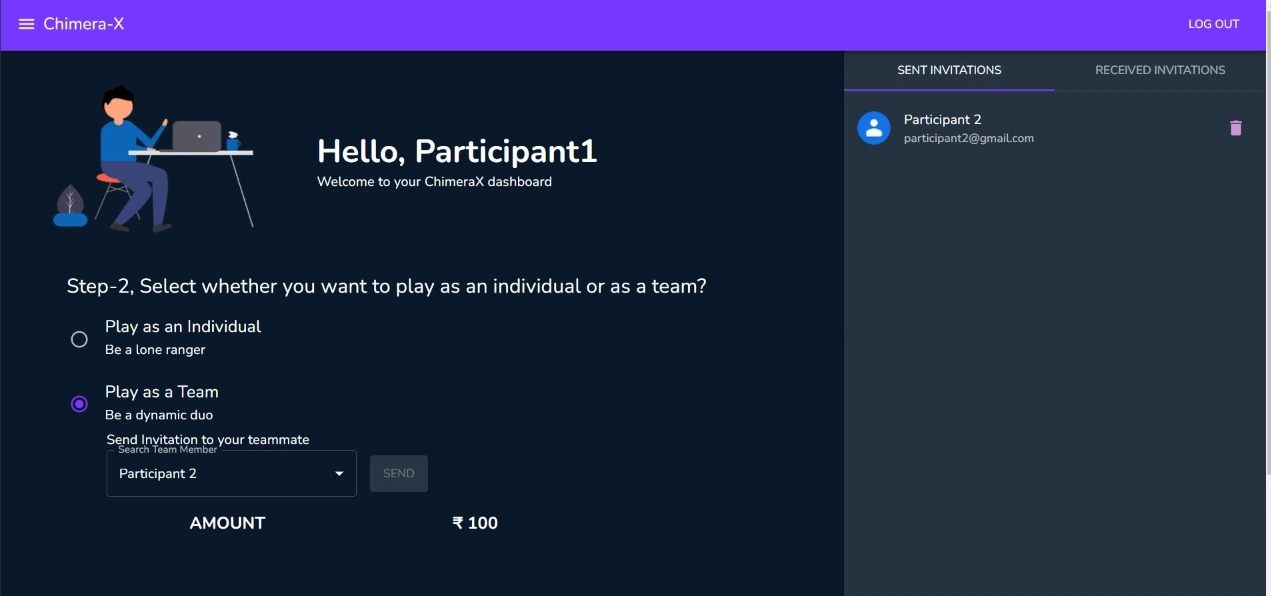 Chimera-X
LOG OUT
SENT INVITATIONS
RECEIVED INVITATIONS
Participant 2
participant2@gmail.com
Hello, Participant1
Welcome to your ChimeraX dashboard
Step-2, Select whether you want to play as an individual or as a team?
Play as an Individual
Be a lone ranger
Play as a Team
Be a dynamic duo
Send Invitation to your teammate
Search Team Member
Participant 2
SEND
AMOUNT
₹ 100